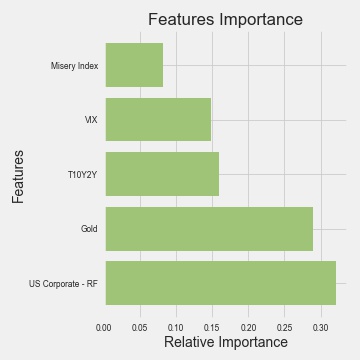 Features Importance
Misery Index
VIX
T10Y2Y
Gold
US Corporate - RF
Features
0.00 0.05 0.10 0.15 0.20 0.25 0.30
Relative Importance